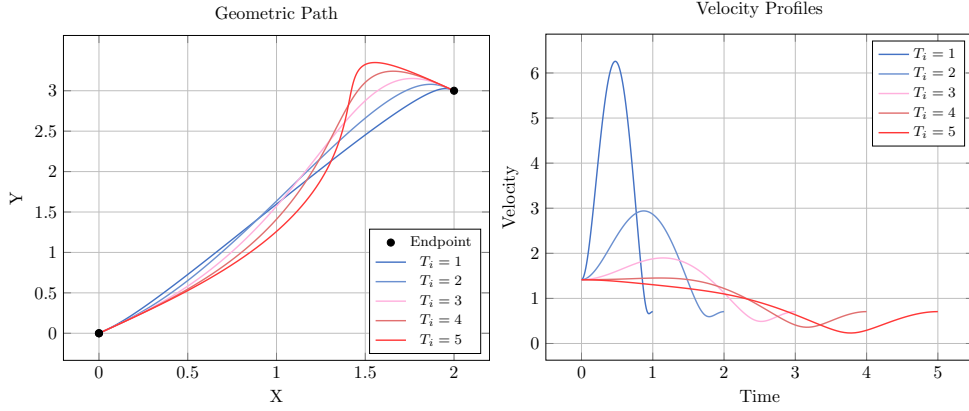 Geometric Path
3
2.5
2
1.5
1
0.5
0
Y
0
0.5
1
1.5
2
X
Endpoint
T_i = 1
T_i = 2
T_i = 3
T_i = 4
T_i = 5
Velocity Profiles
6
5
4
3
2
1
0
Velocity
0
1
2
3
4
5
Time
T_i = 1
T_i = 2
T_i = 3
T_i = 4
T_i = 5